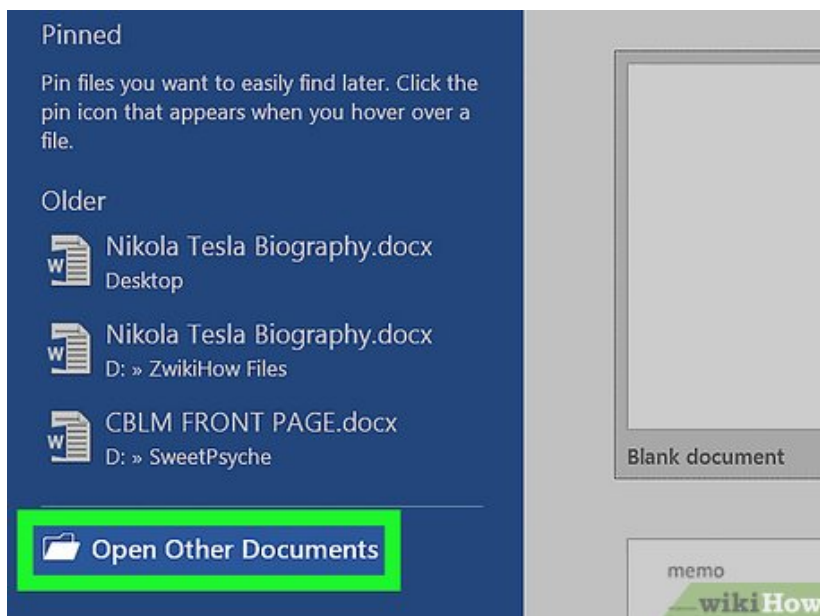 Pinned
Pin files you want to easily find later. Click the
pin icon that appears when you hover over a
file.
Older
W
Nikola Tesla Biography.docx
Desktop
W
Nikola Tesla Biography.docx
D: » ZwikiHow Files
W
CBLM FRONT PAGE.docx
D: » SweetPsyche
Open Other Documents
Blank document
memo
wikiHow